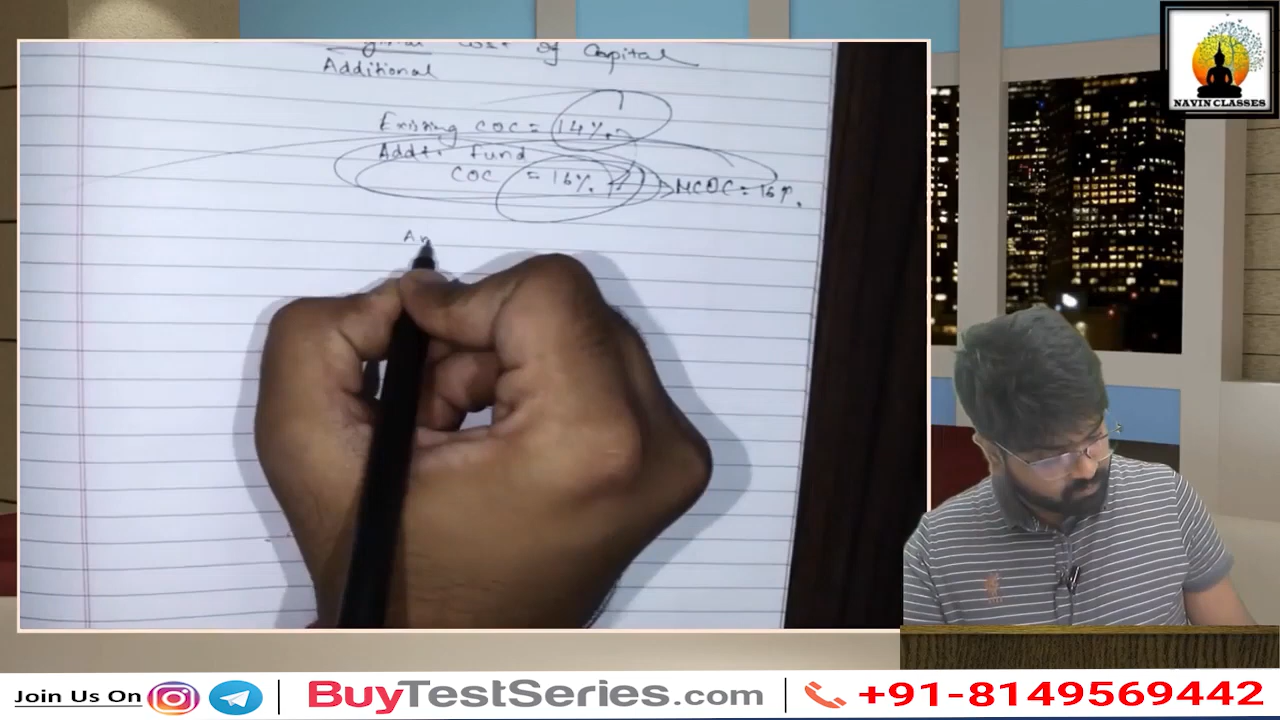 Cost of Capital
Additional
Existing COC = 14%.
Addt. Fund
COC = 16% → MCOC = 16%.
NAVIN CLASSES
Join Us On BuyTestSeries.com +91-8149569442